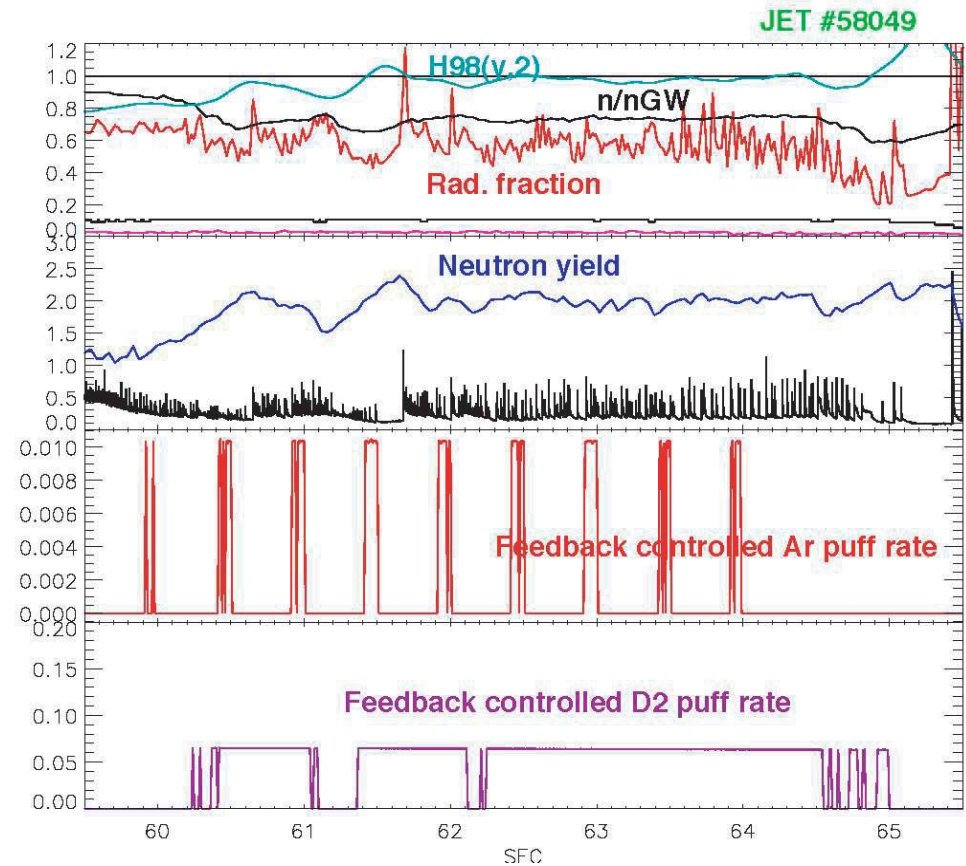 JET #58049
1.2
H98(y,2)
1.0
n/nGW
0.8
0.6
Rad. fraction
0.4
0.2
0.0
3.0
Neutron yield
2.5
2.0
1.5
1.0
0.5
0.0
0.010
0.008
0.006
Feedback controlled Ar puff rate
0.004
0.002
0.000
0.20
0.15
Feedback controlled D2 puff rate
0.10
0.05
0.00
60 61 62 63 64 65
SEC